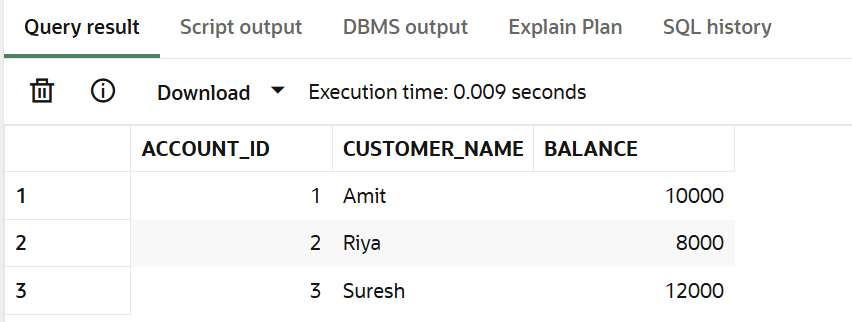 Query result Script output DBMS output Explain Plan SQL history
Download Execution time: 0.009 seconds
ACCOUNT_ID CUSTOMER_NAME BALANCE
1 1 Amit 10000
2 2 Riya 8000
3 3 Suresh 12000